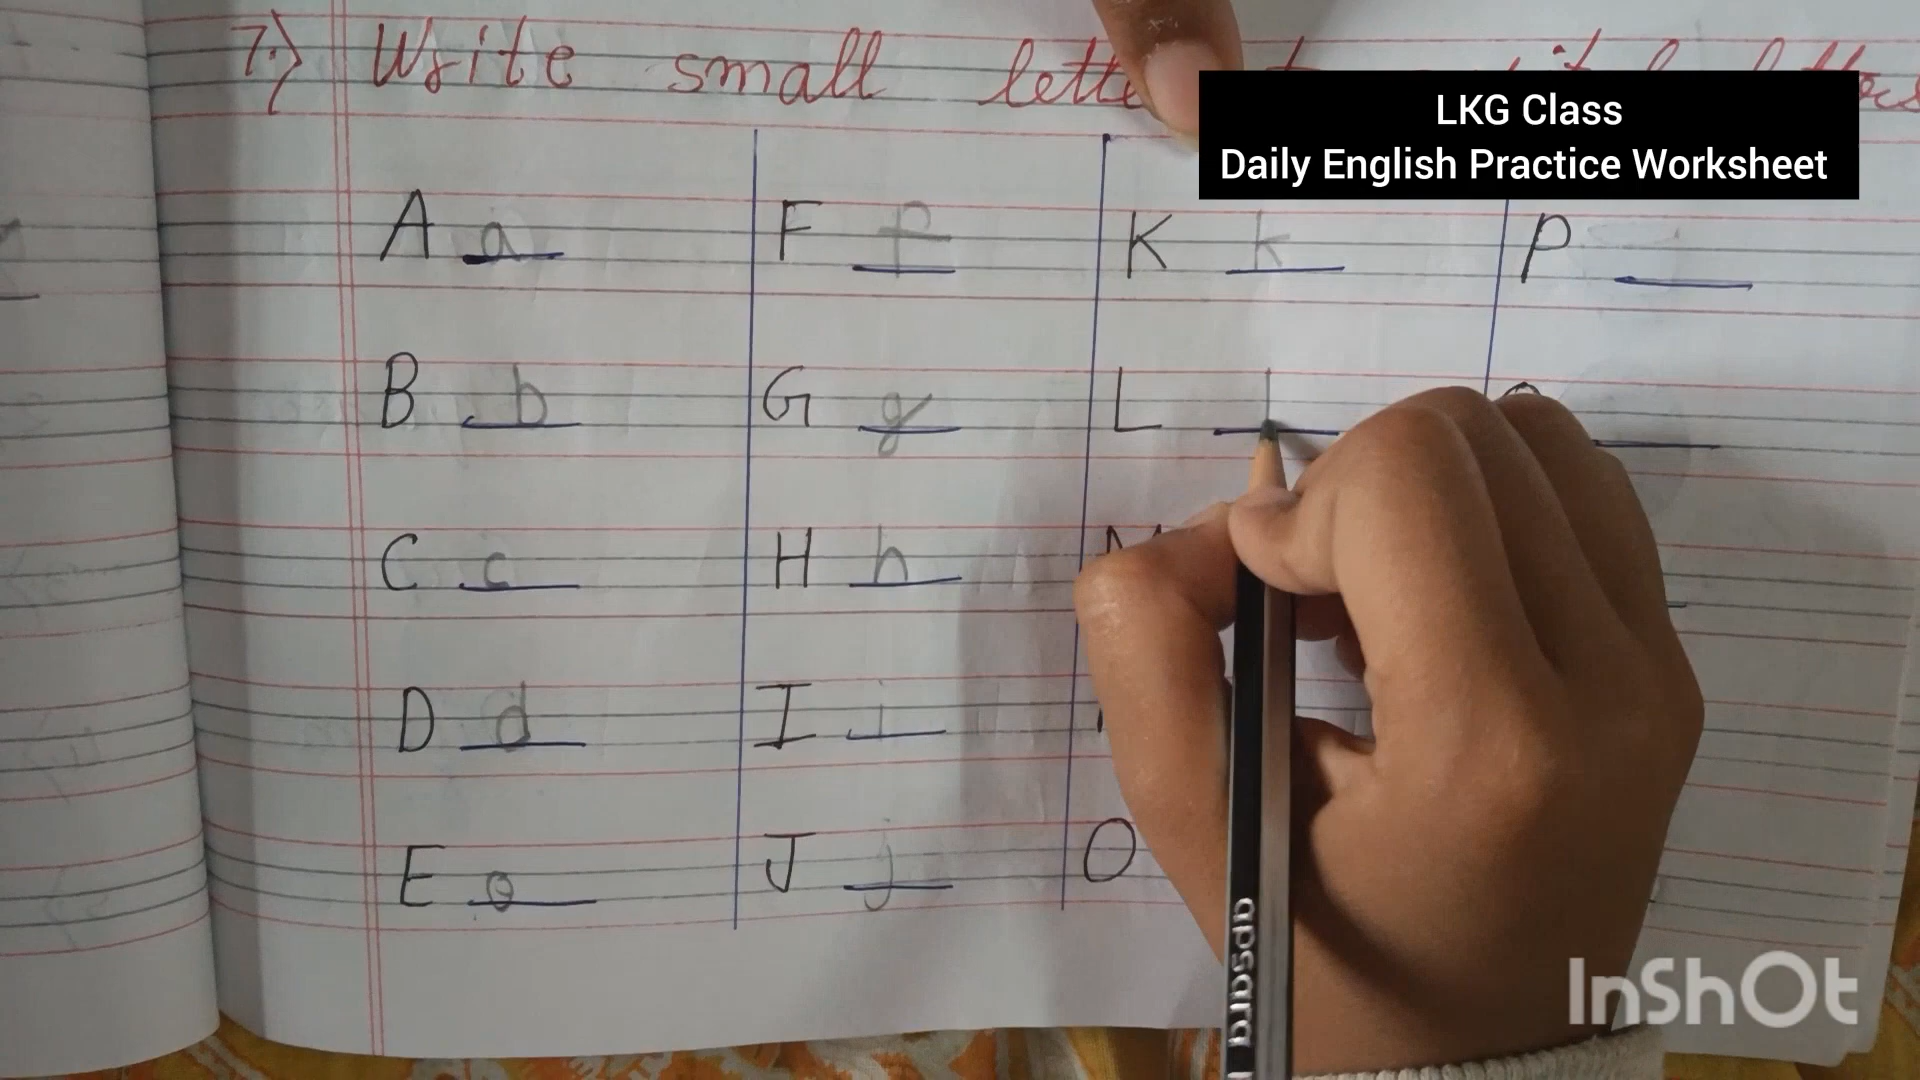 7.) Write small
LKG Class
Daily English Practice Worksheet
A a F f K k P
B b G g L l
C c H h M
D d I i
E e J j O
apsara
InShOt